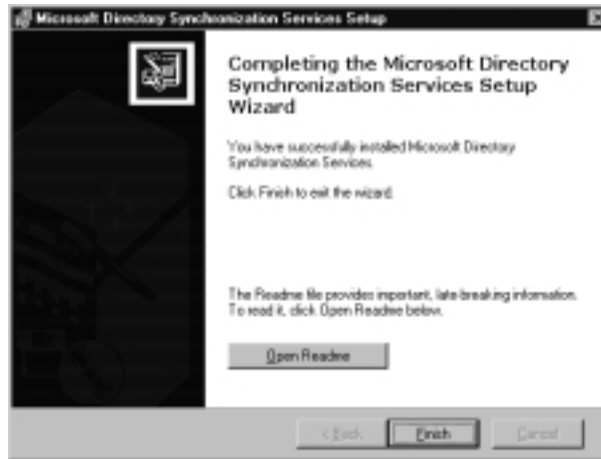 Microsoft Directory Synchronization Services Setup
Completing the Microsoft Directory
Synchronization Services Setup
Wizard
You have successfully installed Microsoft Directory
Synchronization Services.
Click Finish to exit the wizard.
The Readme file provides important, late-breaking information.
To read it, click Open Readme below.
Open Readme
< Back
Finish
Cancel